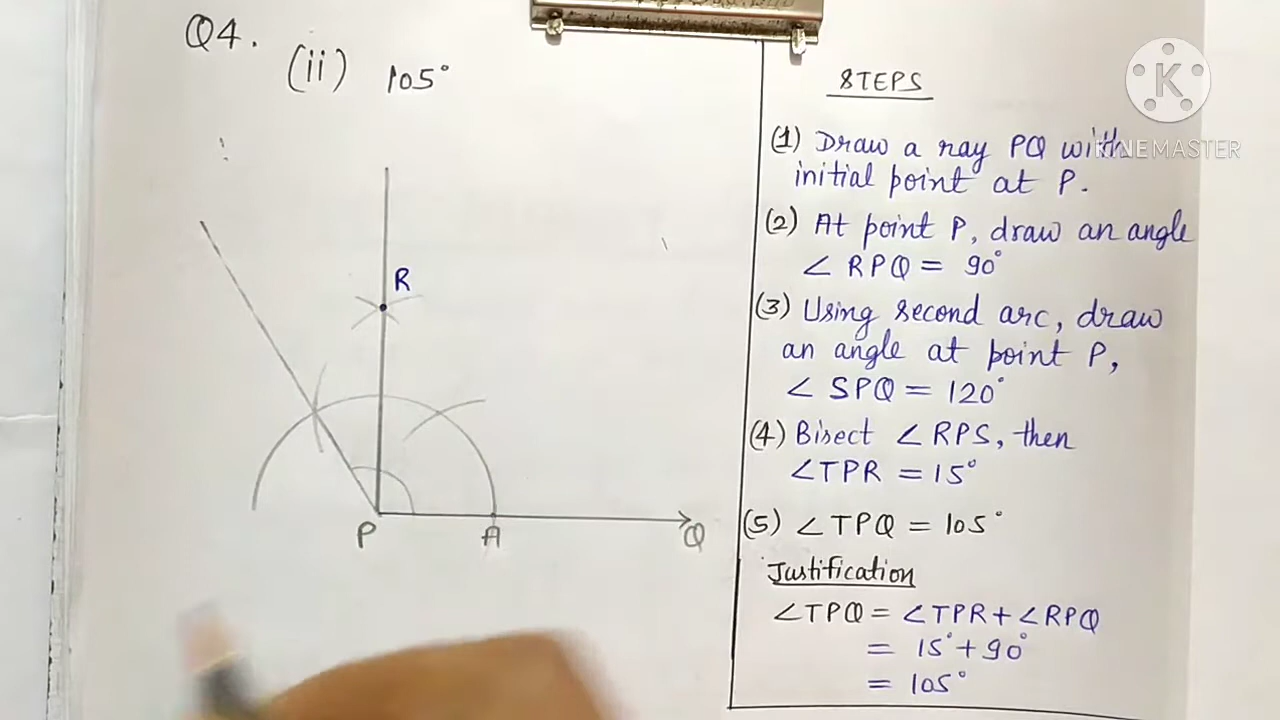 Q4.
(ii) 105°
R
P
A
Q
STEPS
(1) Draw a ray PQ with
initial point at P.
(2) At point P, draw an angle
∠ RPQ = 90°
(3) Using second arc, draw
an angle at point P,
∠ SPQ = 120°
(4) Bisect ∠RPS, then
∠TPR = 15°
(5) ∠TPQ = 105°
Justification
∠TPQ = ∠TPR + ∠RPQ
= 15° + 90°
= 105°
K
KINEMASTER